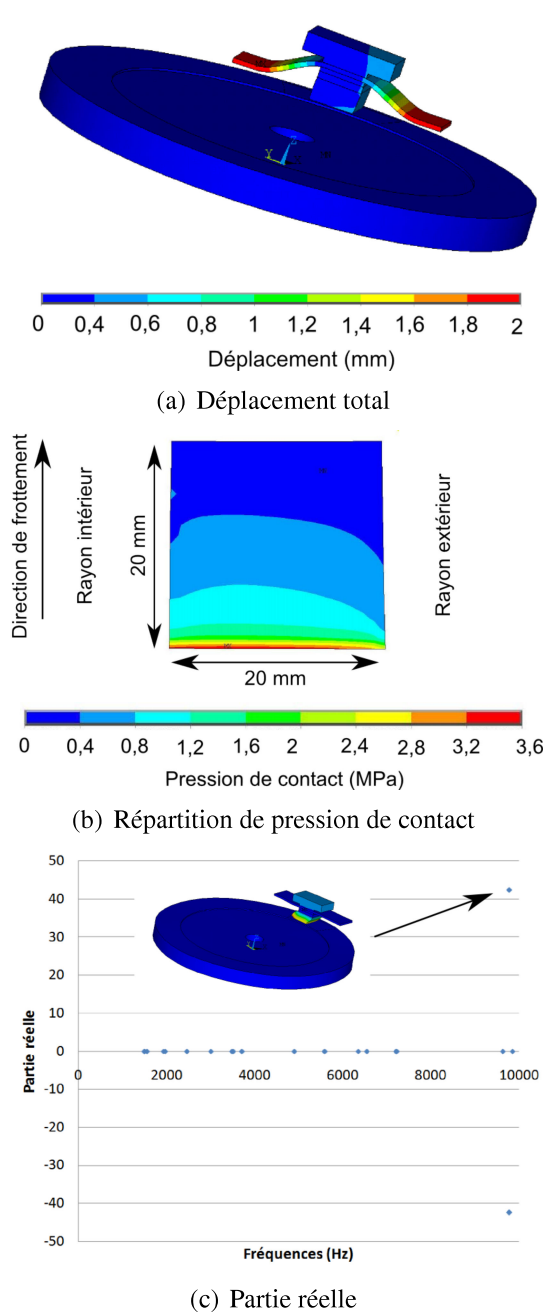 Z
Y
0 0,4 0,6 0,8 1 1,2 1,4 1,6 1,8 2
Déplacement (mm)
(a) Déplacement total
Direction de frottement
Rayon intérieur
20 mm
Rayon extérieur
20 mm
0 0,4 0,8 1,2 1,6 2 2,4 2,8 3,2 3,6
Pression de contact (MPa)
(b) Répartition de pression de contact
50
40
30
20
10
0
0 2000 4000 6000 8000 10000
-10
-20
-30
-40
-50
Partie réelle
Fréquences (Hz)
(c) Partie réelle